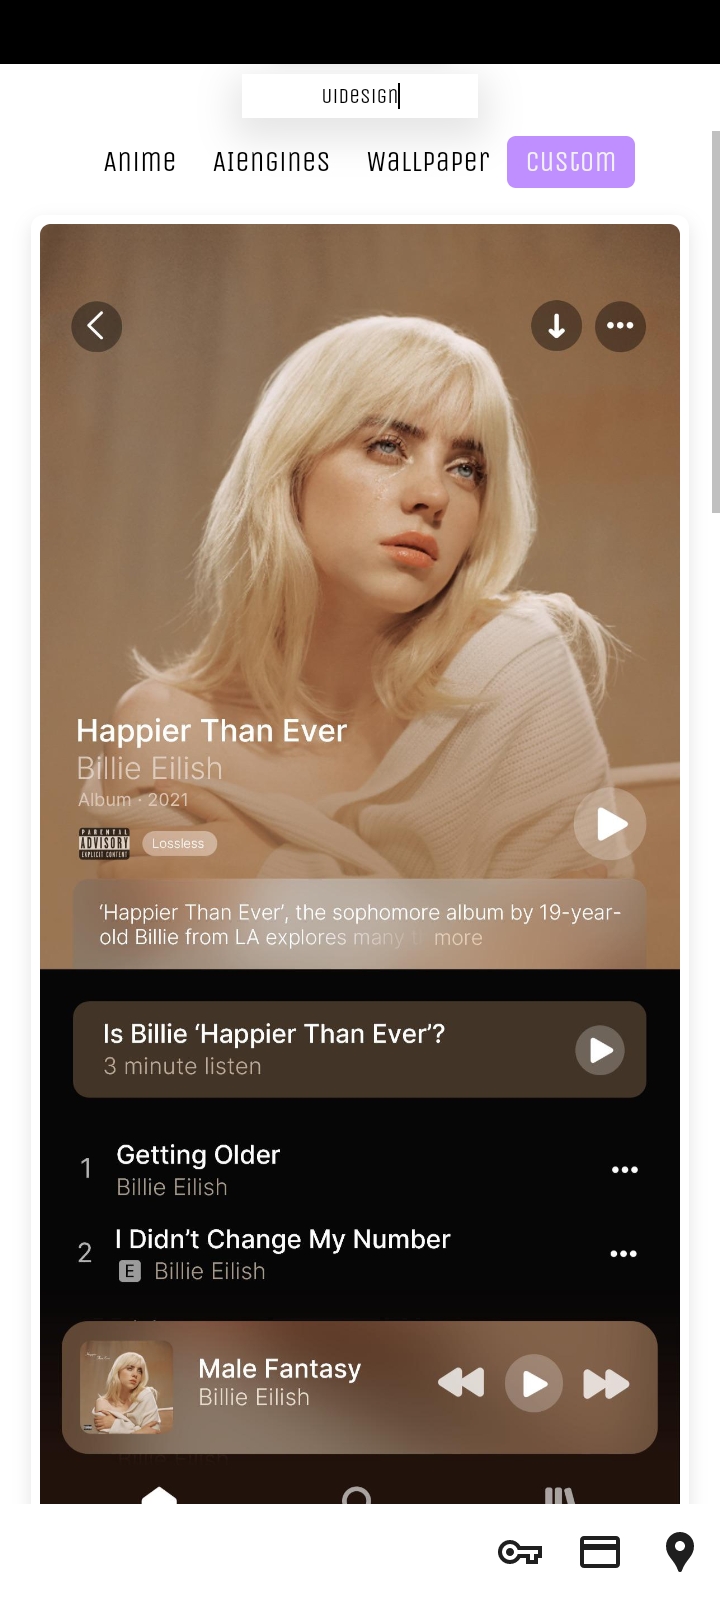 UIDesign
Anime AIengines Wallpaper Custom
Happier Than Ever
Billie Eilish
Album · 2021
PARENTAL
ADVISORY
EXPLICIT CONTENT
Lossless
‘Happier Than Ever’, the sophomore album by 19-year-
old Billie from LA explores many more
Is Billie ‘Happier Than Ever’?
3 minute listen
1 Getting Older
Billie Eilish
2 I Didn’t Change My Number
E Billie Eilish
Male Fantasy
Billie Eilish